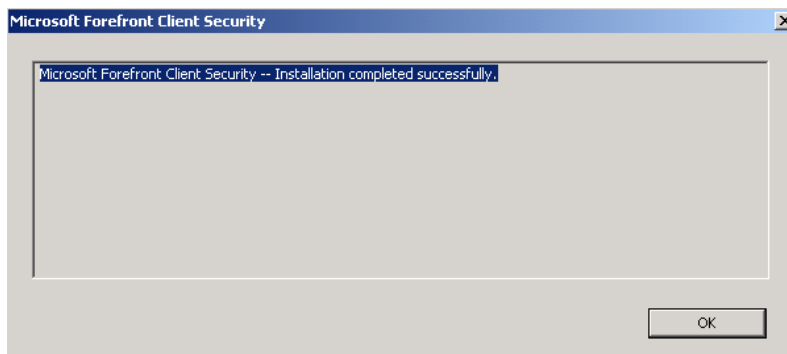 Microsoft Forefront Client Security
Microsoft Forefront Client Security -- Installation completed successfully.
OK